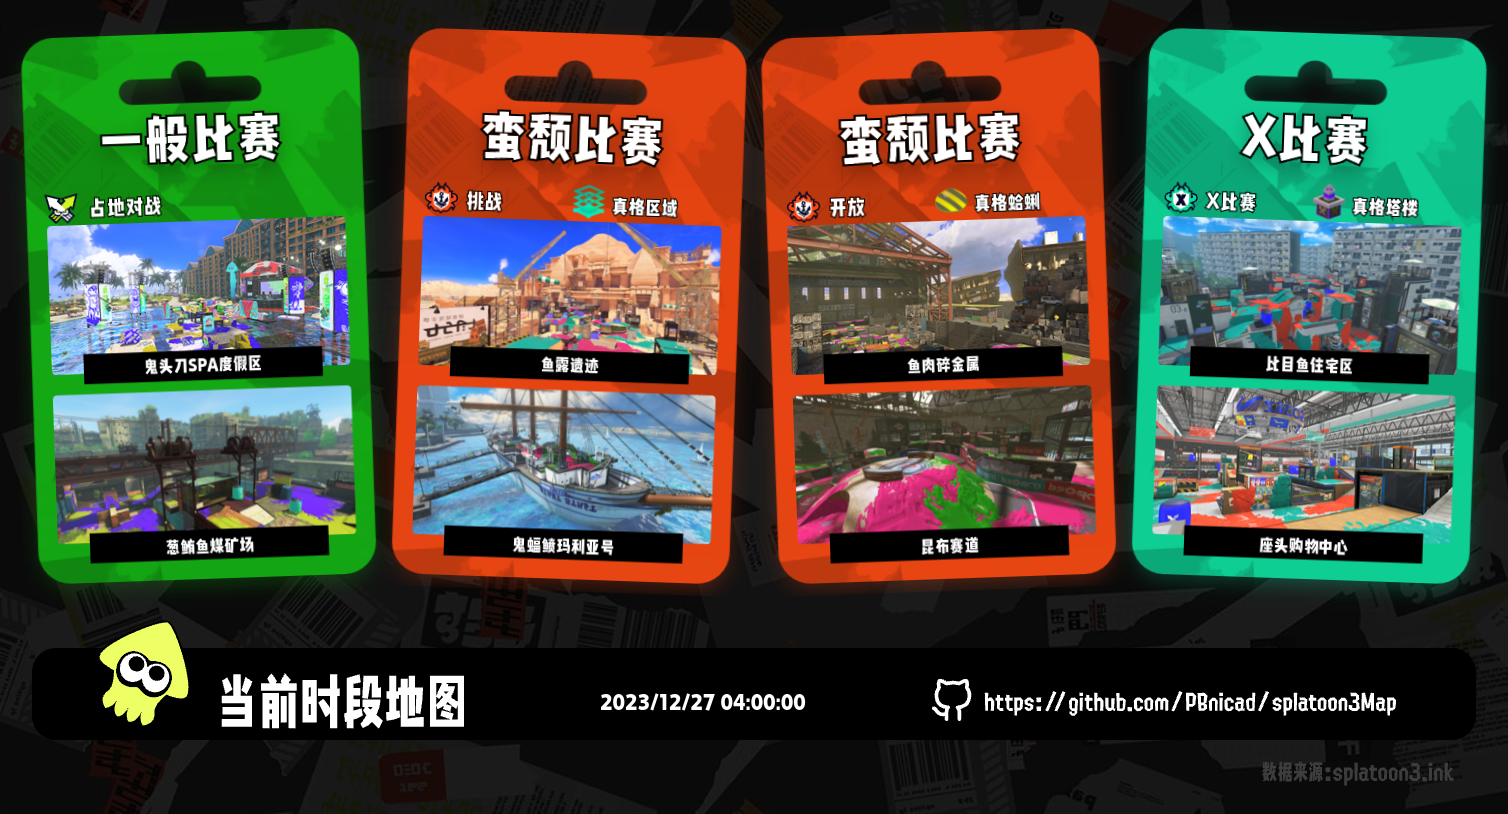 一般比赛
占地对战
鬼头刀SPA度假区
葱鲔鱼煤矿场
蛮颓比赛
挑战
真格区域
鱼露遗迹
鬼蝠鲼玛利亚号
蛮颓比赛
开放
真格蛤蜊
鱼肉碎金属
昆布赛道
X比赛
X比赛
真格塔楼
比目鱼住宅区
座头购物中心
当前时段地图
2023/12/27 04:00:00
https://github.com/PBnicad/splatoon3Map
数据来源:splatoon3.ink